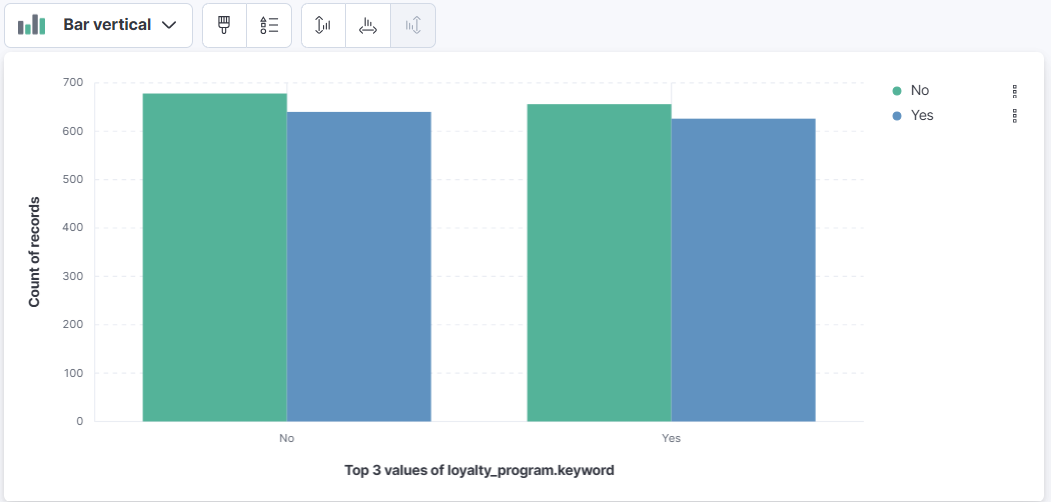 Bar vertical
700
600
500
400
300
200
100
0
Count of records
No
Yes
Top 3 values of loyalty_program.keyword
No
Yes